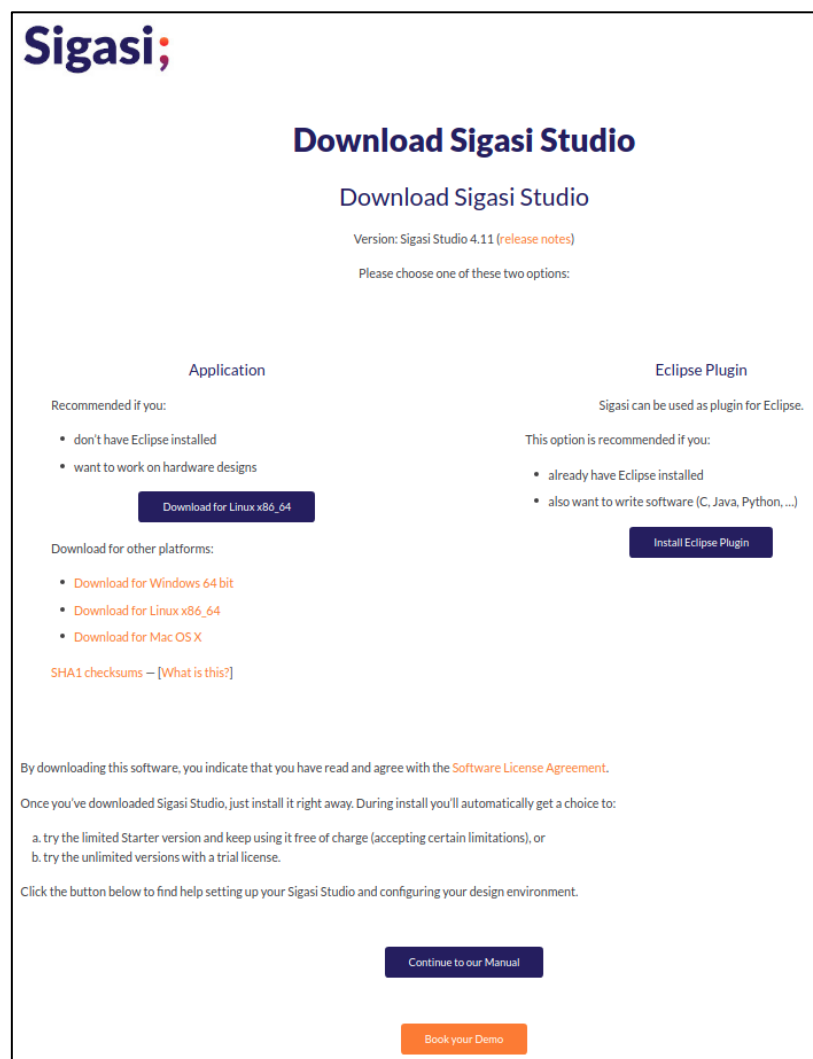 Sigasi;
Download Sigasi Studio
Download Sigasi Studio
Version: Sigasi Studio 4.11 (release notes)
Please choose one of these two options:
Application
Recommended if you:
• don't have Eclipse installed
• want to work on hardware designs
Download for Linux x86_64
Download for other platforms:
• Download for Windows 64 bit
• Download for Linux x86_64
• Download for Mac OS X
SHA1 checksums — [What is this?]
Eclipse Plugin
Sigasi can be used as plugin for Eclipse.
This option is recommended if you:
• already have Eclipse installed
• also want to write software (C, Java, Python, ...)
Install Eclipse Plugin
By downloading this software, you indicate that you have read and agree with the Software License Agreement.
Once you've downloaded Sigasi Studio, just install it right away. During install you'll automatically get a choice to:
a. try the limited Starter version and keep using it free of charge (accepting certain limitations), or
b. try the unlimited versions with a trial license.
Click the button below to find help setting up your Sigasi Studio and configuring your design environment.
Continue to our Manual
Book your Demo